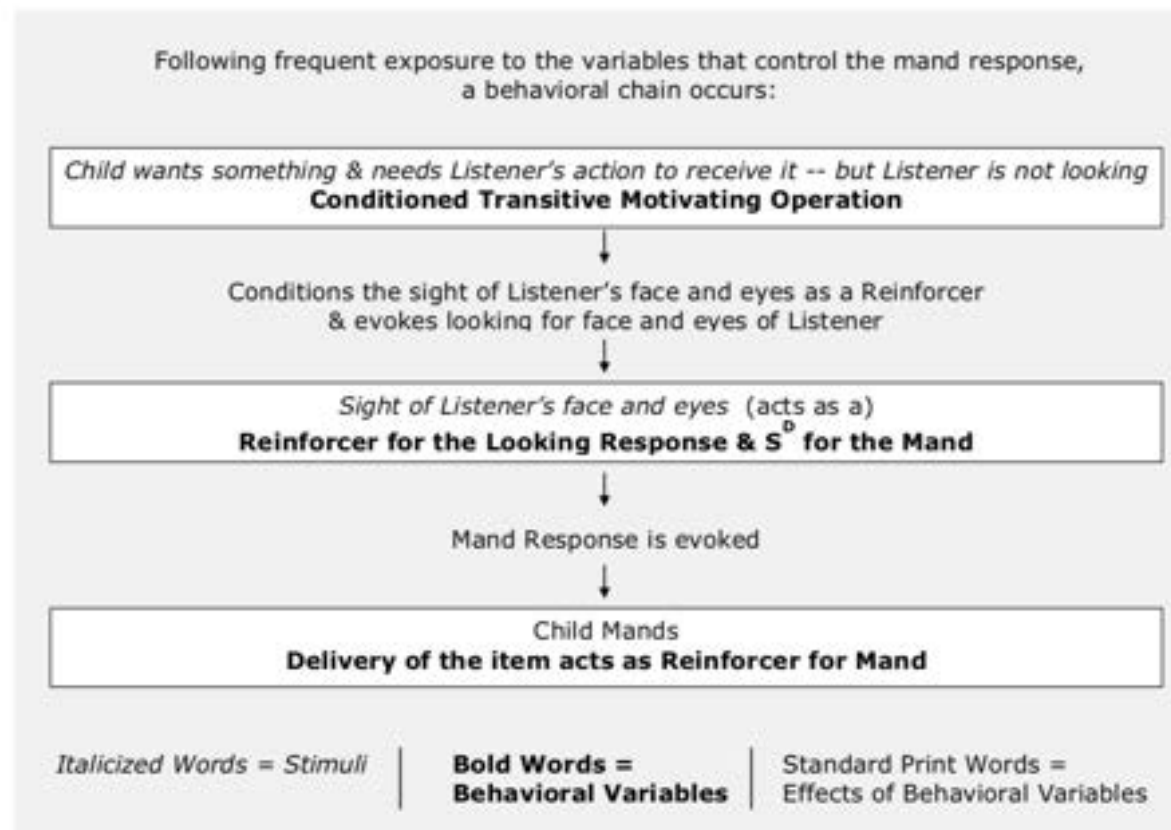 Following frequent exposure to the variables that control the mand response,
a behavioral chain occurs:
Child wants something & needs Listener's action to receive it -- but Listener is not looking
Conditioned Transitive Motivating Operation
Conditions the sight of Listener's face and eyes as a Reinforcer
& evokes looking for face and eyes of Listener
Sight of Listener's face and eyes (acts as a)
Reinforcer for the Looking Response & S^D for the Mand
Mand Response is evoked
Child Mands
Delivery of the item acts as Reinforcer for Mand
Italicized Words = Stimuli
Bold Words =
Behavioral Variables
Standard Print Words =
Effects of Behavioral Variables